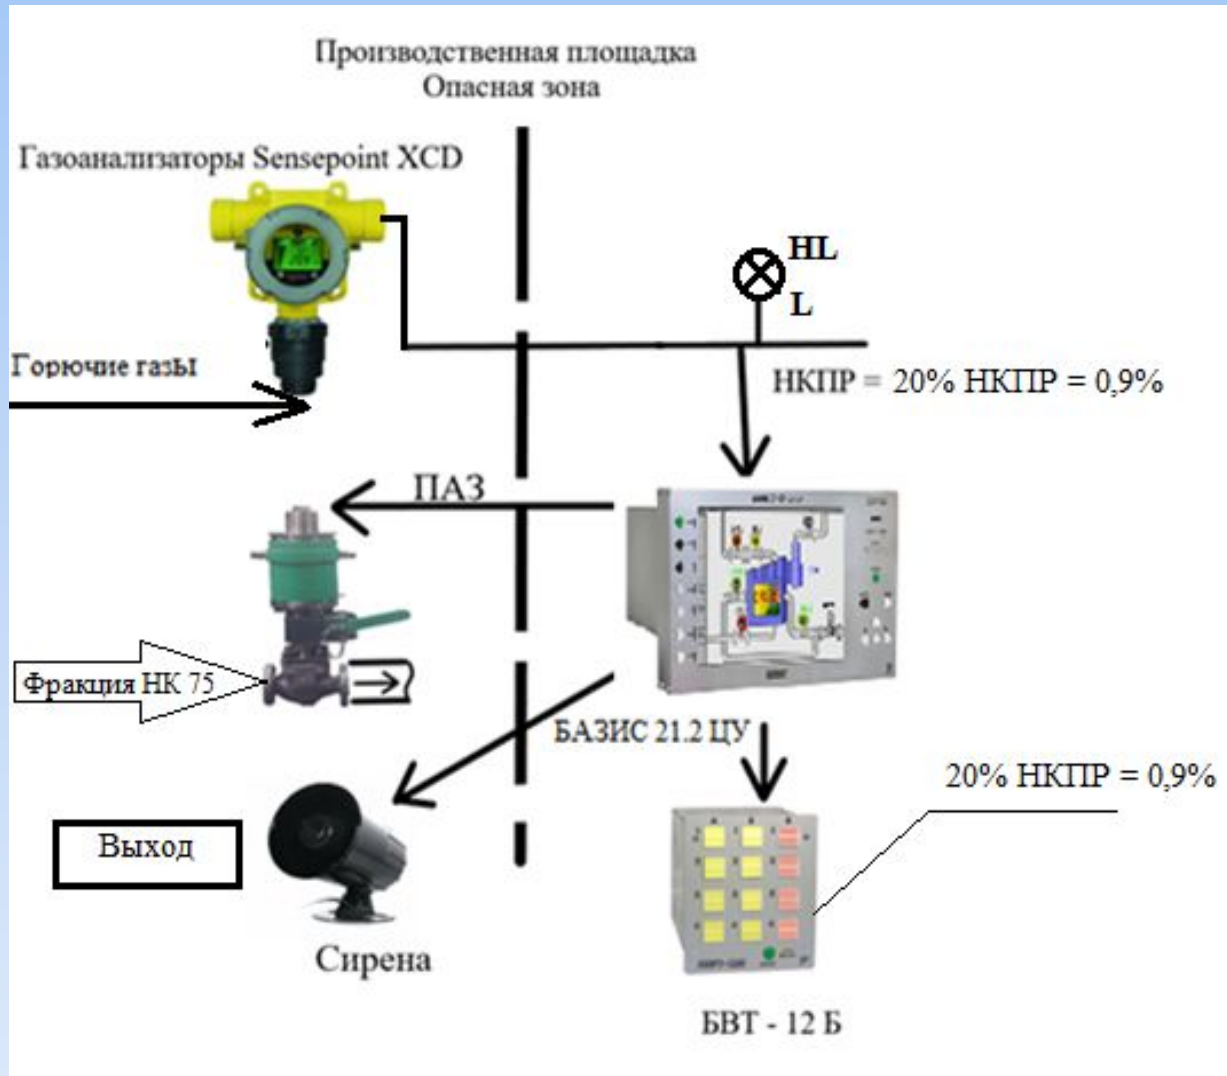 Производственная площадка
Опасная зона
Газоанализаторы Sensepoint XCD
HL
L
Горючие газы
НКПР = 20% НКПР = 0,9%
ПАЗ
Фракция НК 75
БАЗИС 21.2 ЦУ
20% НКПР = 0,9%
Выход
Сирена
БВТ - 12 Б